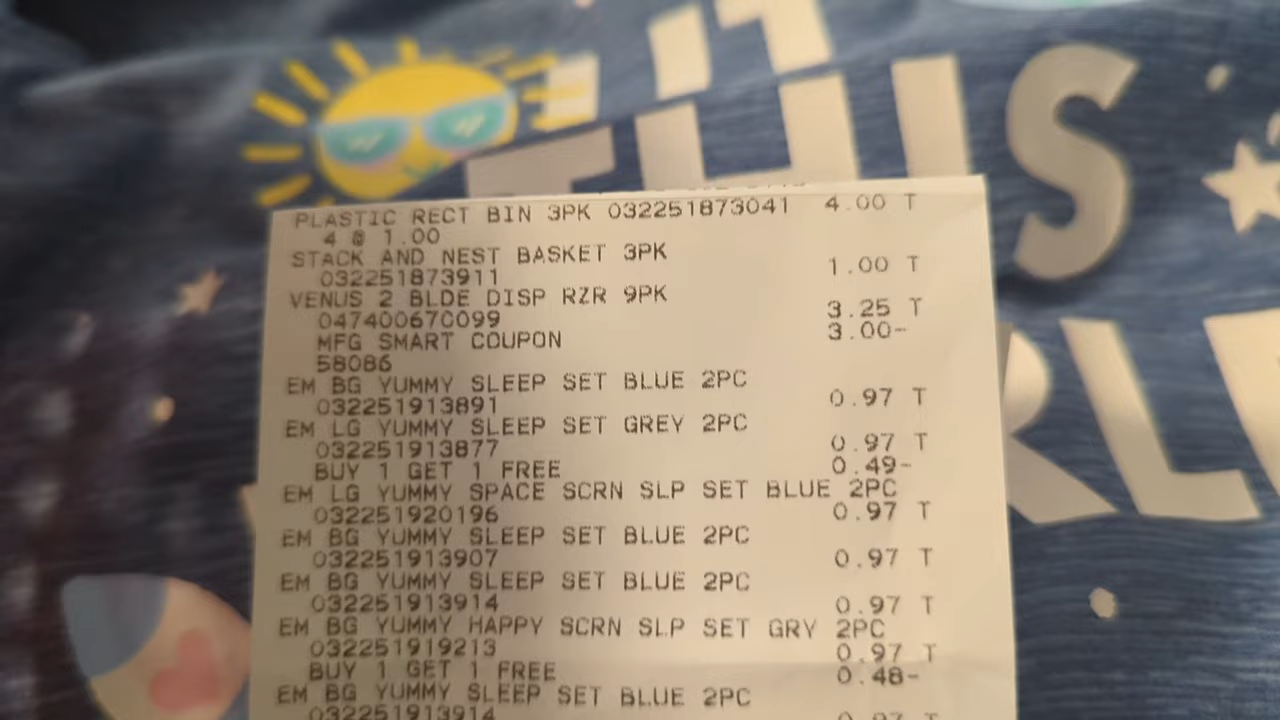 THIS
PLASTIC RECT BIN 3PK 032251873041 4.00 T
4 @ 1.00
STACK AND NEST BASKET 3PK
032251873911 1.00 T
VENUS 2 BLDE DISP RZR 9PK
047400670099 3.25 T
MFG SMART COUPON 3.00-
58086
EM BG YUMMY SLEEP SET BLUE 2PC
032251913891 0.97 T
EM LG YUMMY SLEEP SET GREY 2PC
032251913877 0.97 T
BUY 1 GET 1 FREE 0.49-
EM LG YUMMY SPACE SCRN SLP SET BLUE 2PC
032251920196 0.97 T
EM BG YUMMY SLEEP SET BLUE 2PC
032251913907 0.97 T
EM BG YUMMY SLEEP SET BLUE 2PC
032251913914 0.97 T
EM BG YUMMY HAPPY SCRN SLP SET GRY 2PC
032251919213 0.97 T
BUY 1 GET 1 FREE 0.48-
EM BG YUMMY SLEEP SET BLUE 2PC
032251913914 0.97 T